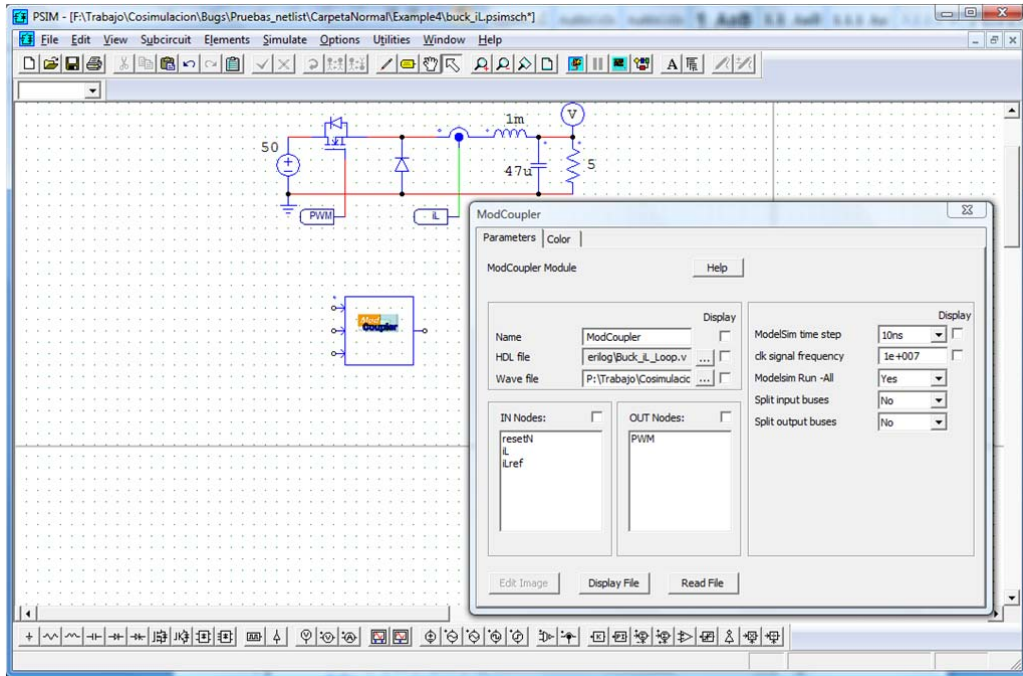 PSIM - [F:\Trabajo\Cosimulacion\Bugs\Pruebas_netlist\CarpetaNormal\Example4\buck_iL.psimsch*]
File Edit View Subcircuit Elements Simulate Options Utilities Window Help
1m
V
50
47u
5
PWM
iL
ModCoupler
Parameters Color
ModCoupler Module
Help
Mod
Coupler
Display
Name ModCoupler
HDL file erilog\Buck_iL_Loop.v ...
Wave file P:\Trabajo\Cosimulacic ...
Display
ModelSim time step 10ns
clk signal frequency 1e+007
Modelsim Run -All Yes
Split input buses No
Split output buses No
IN Nodes:
resetN
iL
iLref
OUT Nodes:
PWM
Edit Image Display File Read File